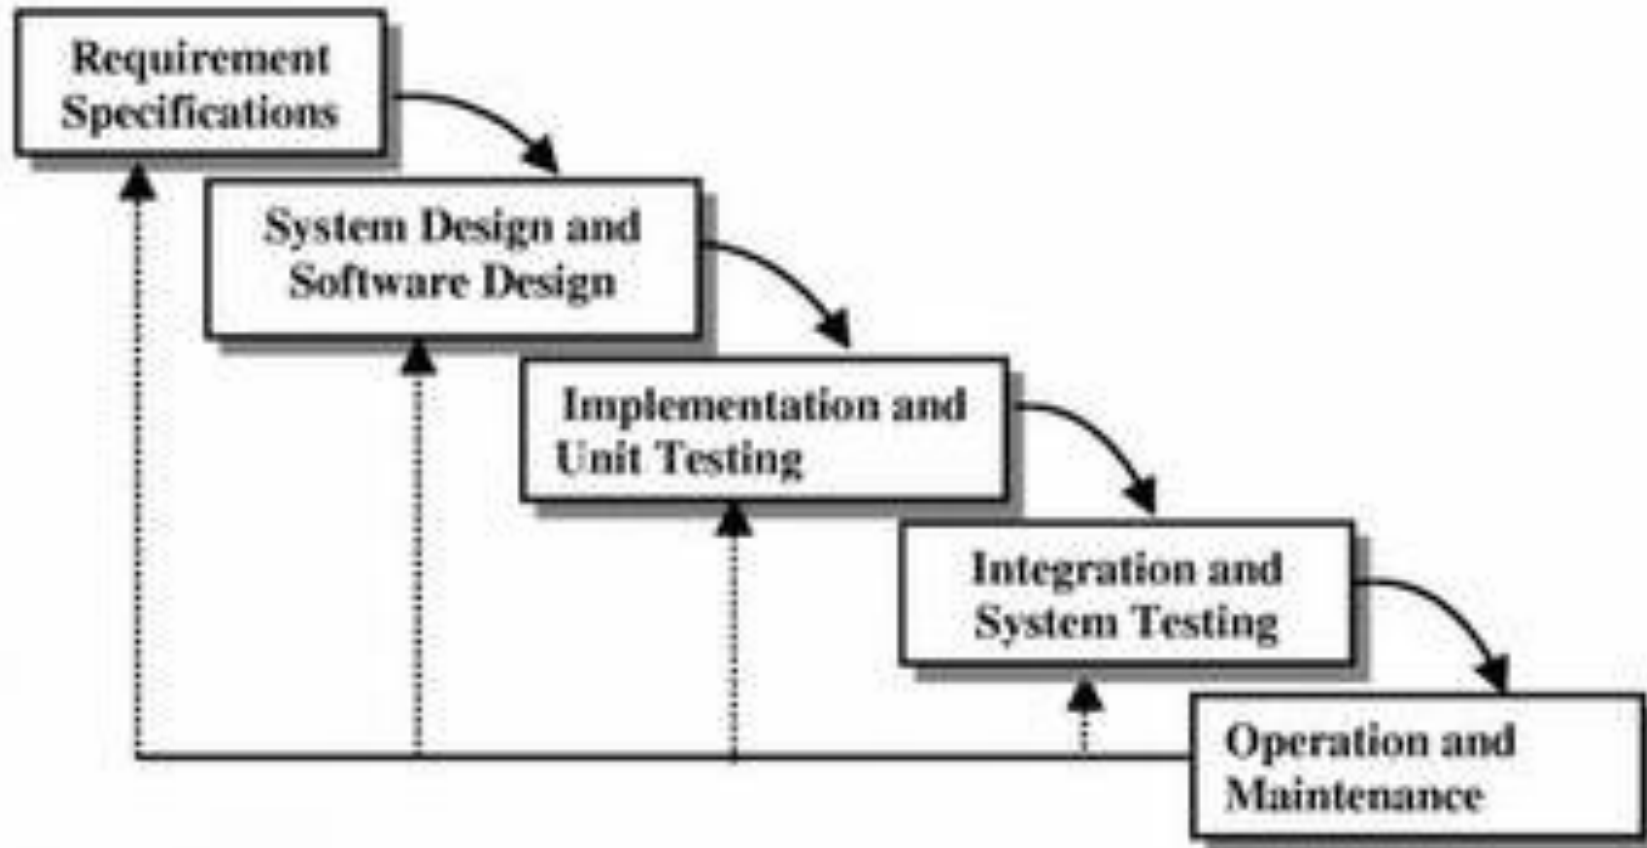 Requirement
Specifications
System Design and
Software Design
Implementation and
Unit Testing
Integration and
System Testing
Operation and
Maintenance